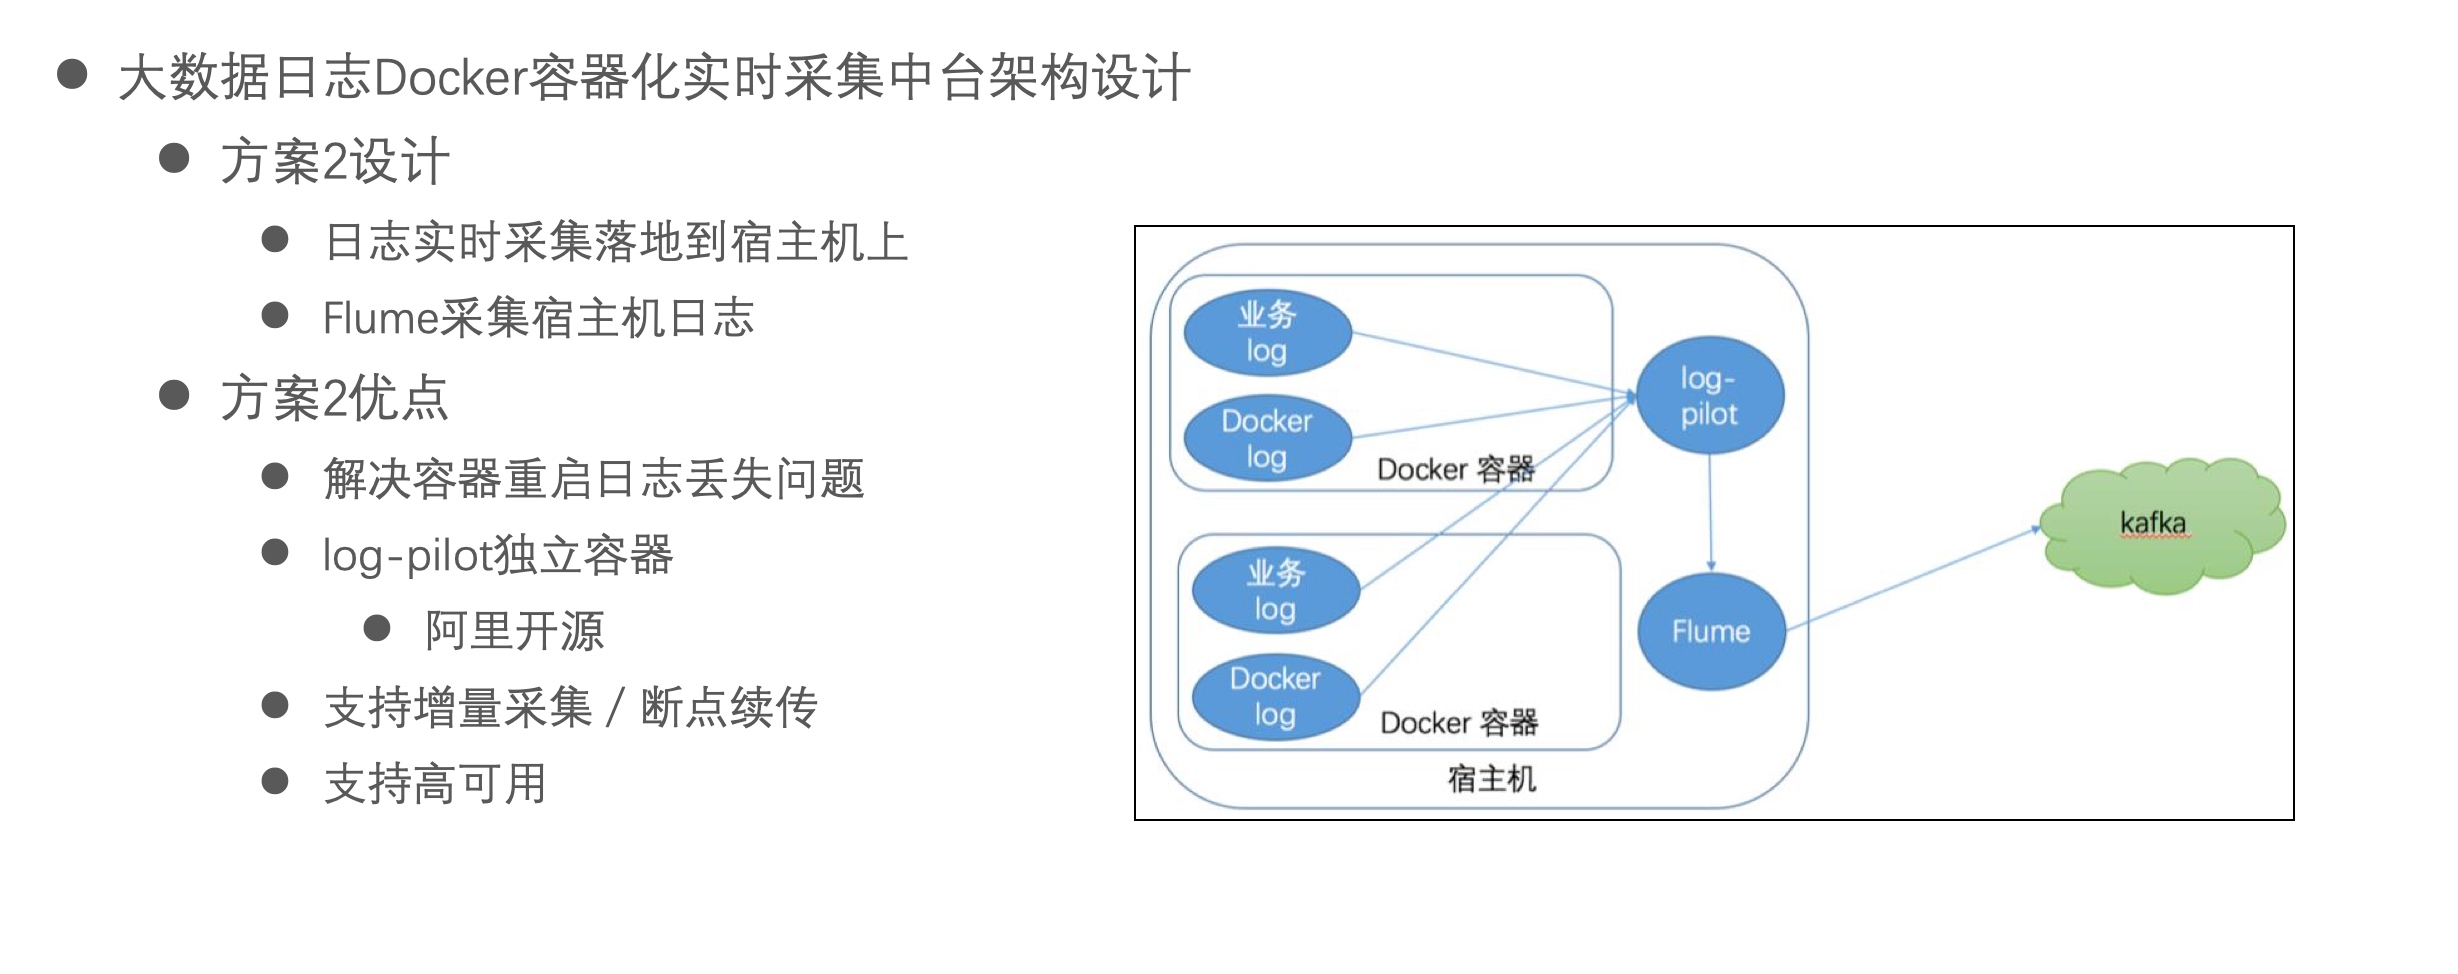 大数据日志Docker容器化实时采集中台架构设计
方案2设计
日志实时采集落地到宿主机上
Flume采集宿主机日志
方案2优点
解决容器重启日志丢失问题
log-pilot独立容器
阿里开源
支持增量采集 / 断点续传
支持高可用
业务
log
Docker
log
Docker 容器
业务
log
Docker
log
Docker 容器
宿主机
log-
pilot
Flume
kafka